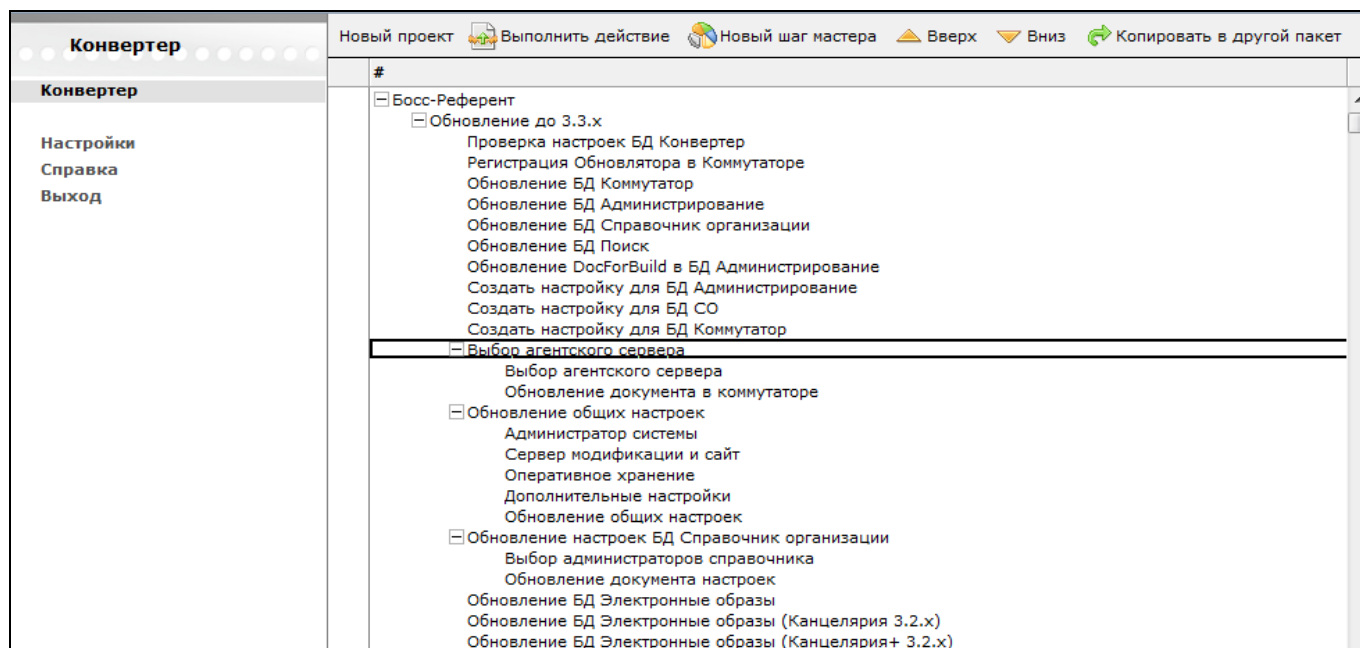 Конвертер
Конвертер
Настройки
Справка
Выход
Новый проект Выполнить действие Новый шаг мастера Вверх Вниз Копировать в другой пакет
#
Босс-Референт
Обновление до 3.3.x
Проверка настроек БД Конвертер
Регистрация Обновлятора в Коммутаторе
Обновление БД Коммутатор
Обновление БД Администрирование
Обновление БД Справочник организации
Обновление БД Поиск
Обновление DocForBuild в БД Администрирование
Создать настройку для БД Администрирование
Создать настройку для БД СО
Создать настройку для БД Коммутатор
Выбор агентского сервера
Выбор агентского сервера
Обновление документа в коммутаторе
Обновление общих настроек
Администратор системы
Сервер модификации и сайт
Оперативное хранение
Дополнительные настройки
Обновление общих настроек
Обновление настроек БД Справочник организации
Выбор администраторов справочника
Обновление документа настроек
Обновление БД Электронные образы
Обновление БД Электронные образы (Канцелярия 3.2.x)
Обновление БД Электронные образы (Канцелярия+ 3.2.x)